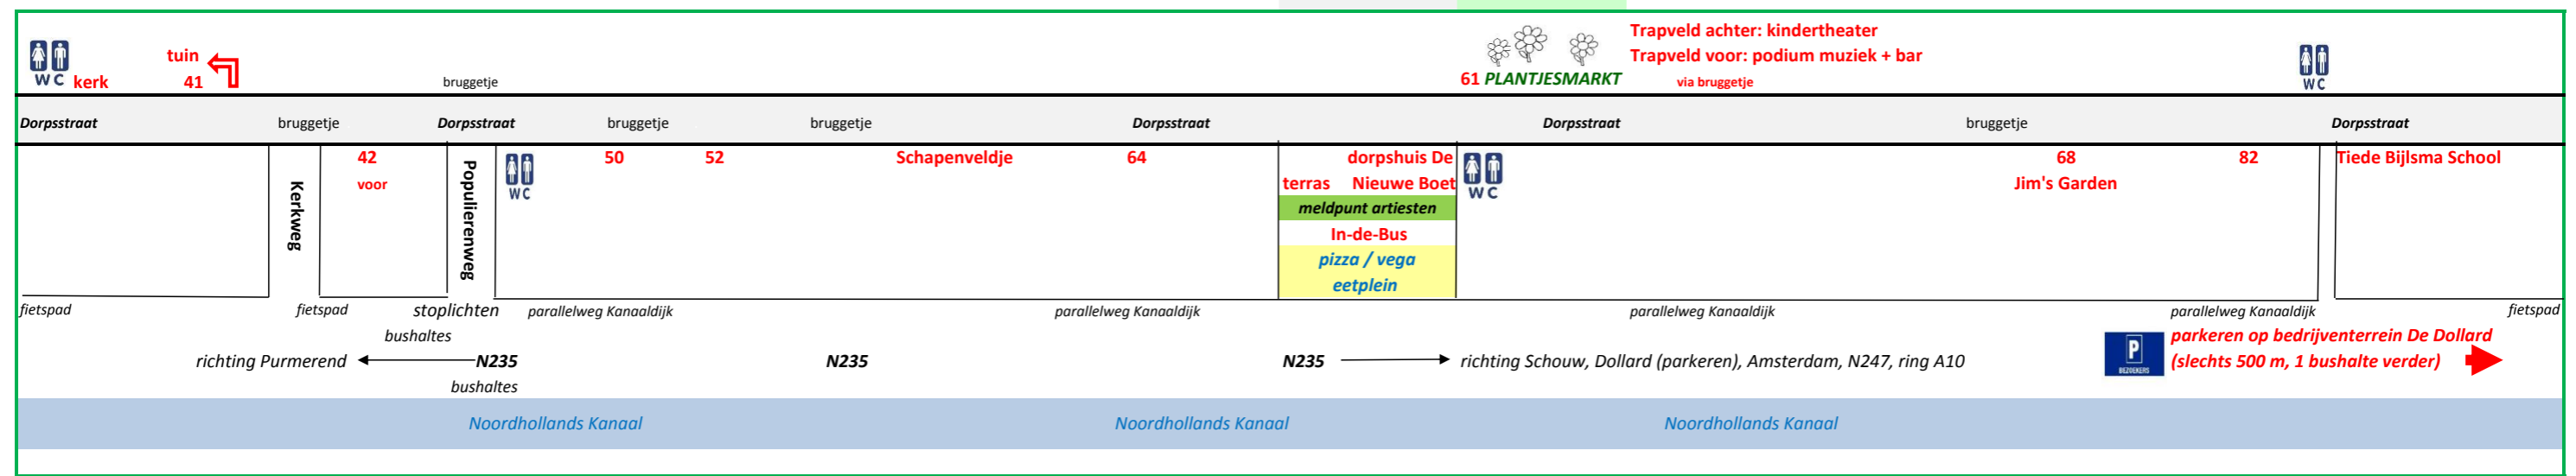 Trapveld achter: kindertheater
tuin
Trapveld voor: podium muziek + bar
WC kerk 41 bruggetje 61 PLANTJESMARKT via bruggetje WC
Dorpsstraat bruggetje Dorpsstraat bruggetje bruggetje Dorpsstraat Dorpsstraat bruggetje Dorpsstraat
42 50 52 Schapenveldje 64 dorpshuis De 68 82 Tiede Bijlsma School
voor WC terras Nieuwe Boet WC Jim's Garden
Kerkweg
Populierenweg
meldpunt artiesten
In-de-Bus
pizza / vega
eetplein
fietspad fietspad stoplichten parallelweg Kanaaldijk parallelweg Kanaaldijk parallelweg Kanaaldijk parallelweg Kanaaldijk fietspad
bushaltes
P BEZOEKERS
parkeren op bedrijventerrein De Dollard
richting Purmerend N235 N235 N235 richting Schouw, Dollard (parkeren), Amsterdam, N247, ring A10 (slechts 500 m, 1 bushalte verder)
bushaltes
Noordhollands Kanaal Noordhollands Kanaal Noordhollands Kanaal